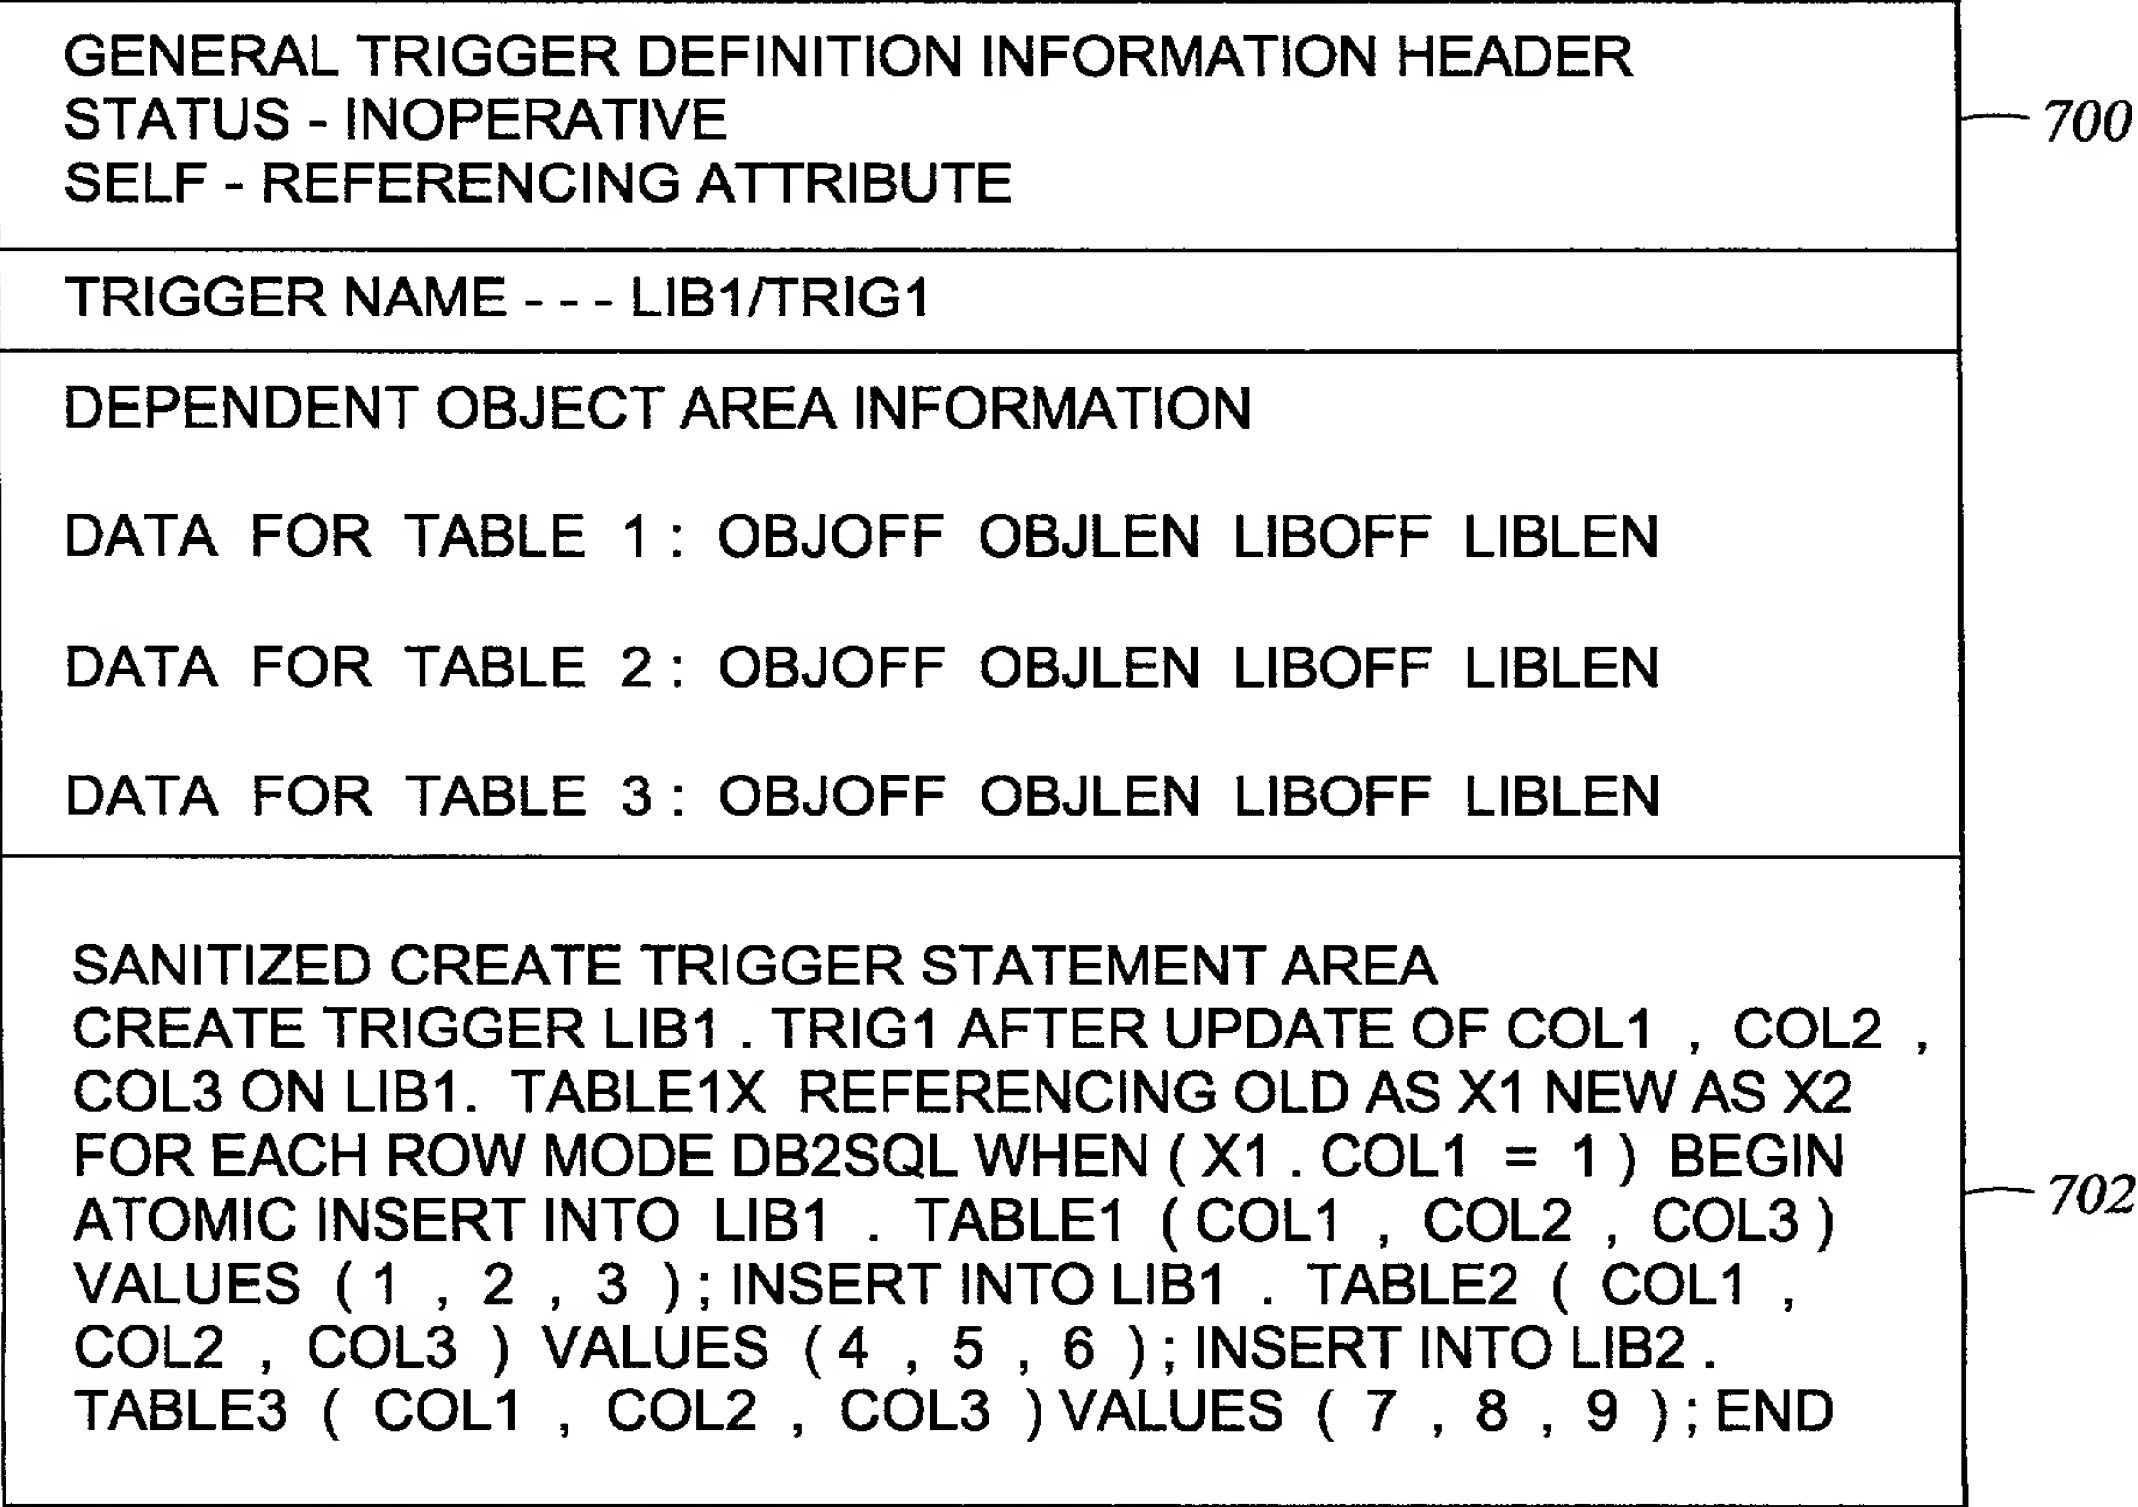 GENERAL TRIGGER DEFINITION INFORMATION HEADER
STATUS - INOPERATIVE
SELF - REFERENCING ATTRIBUTE
700
TRIGGER NAME - - - LIB1/TRIG1
DEPENDENT OBJECT AREA INFORMATION
DATA FOR TABLE 1 : OBJOFF OBJLEN LIBOFF LIBLEN
DATA FOR TABLE 2 : OBJOFF OBJLEN LIBOFF LIBLEN
DATA FOR TABLE 3 : OBJOFF OBJLEN LIBOFF LIBLEN
SANITIZED CREATE TRIGGER STATEMENT AREA
CREATE TRIGGER LIB1 . TRIG1 AFTER UPDATE OF COL1 , COL2 ,
COL3 ON LIB1. TABLE1X REFERENCING OLD AS X1 NEW AS X2
FOR EACH ROW MODE DB2SQL WHEN ( X1 . COL1 = 1 ) BEGIN
ATOMIC INSERT INTO LIB1 . TABLE1 ( COL1 , COL2 , COL3 )
702
VALUES ( 1 , 2 , 3 ) ; INSERT INTO LIB1 . TABLE2 ( COL1 ,
COL2 , COL3 ) VALUES ( 4 , 5 , 6 ) ; INSERT INTO LIB2 .
TABLE3 ( COL1 , COL2 , COL3 ) VALUES ( 7 , 8 , 9 ) ; END